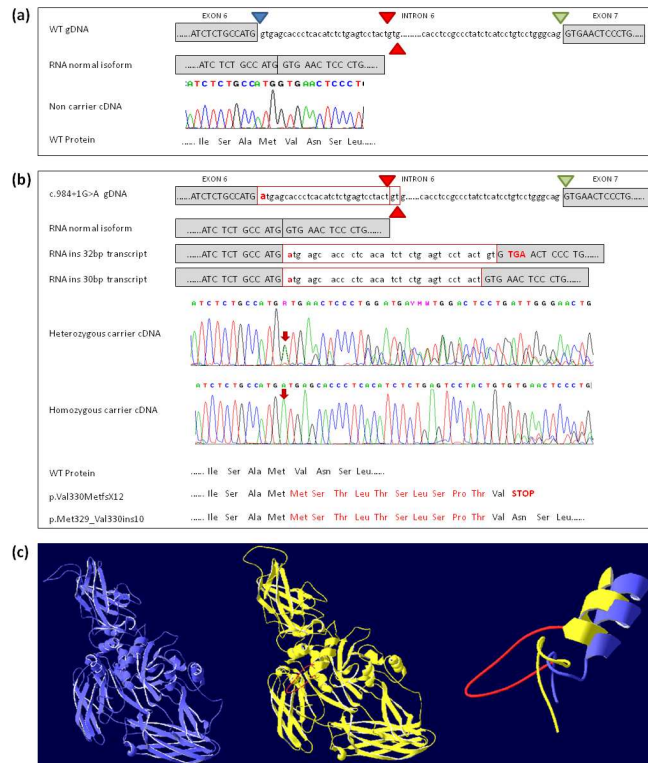 (a)
EXON 6 INTRON 6 EXON 7
WT gDNA ......ATCTCTGCCATG gtgagcaccctcacatctctgagtcctactgtg.........cacctccgccctatctcatcctgtcctgggcag GTGAACTCCCTG......
RNA normal isoform ......ATC TCT GCC ATG GTG AAC TCC CTG......
ATCTCTGCCATGGTGAACTCCCTG
Non carrier cDNA
WT Protein ...... Ile Ser Ala Met Val Asn Ser Leu......
(b)
EXON 6 INTRON 6 EXON 7
c.984+1G>A gDNA ......ATCTCTGCCATG atgagcaccctcacatctctgagtcctactgtg.........cacctccgccctatctcatcctgtcctgggcag GTGAACTCCCTG......
RNA normal isoform ......ATC TCT GCC ATG GTG AAC TCC CTG......
RNA ins 32bp transcript ......ATC TCT GCC ATG atg agc acc ctc aca tct ctg agt cct act gtG TGA ACT CCC TG......
RNA ins 30bp transcript ......ATC TCT GCC ATG atg agc acc ctc aca tct ctg agt cct act GTG AAC TCC CTG......
ATCTCTGCCATGRTGAACTCCCTGGATGAYMWTGGACTCCCTGATTGGGAACTG
Heterozygous carrier cDNA
ATCTCTGCCATGATGAGCACCCTCACATCTCTGAGTCCTACTGTGTGAACTCCCTG
Homozygous carrier cDNA
WT Protein ...... Ile Ser Ala Met Val Asn Ser Leu......
p.Val330MetfsX12 ...... Ile Ser Ala Met Met Ser Thr Leu Thr Ser Leu Ser Pro Thr Val STOP
p.Met329_Val330ins10 ...... Ile Ser Ala Met Met Ser Thr Leu Thr Ser Leu Ser Pro Thr Val Asn Ser Leu......
(c)